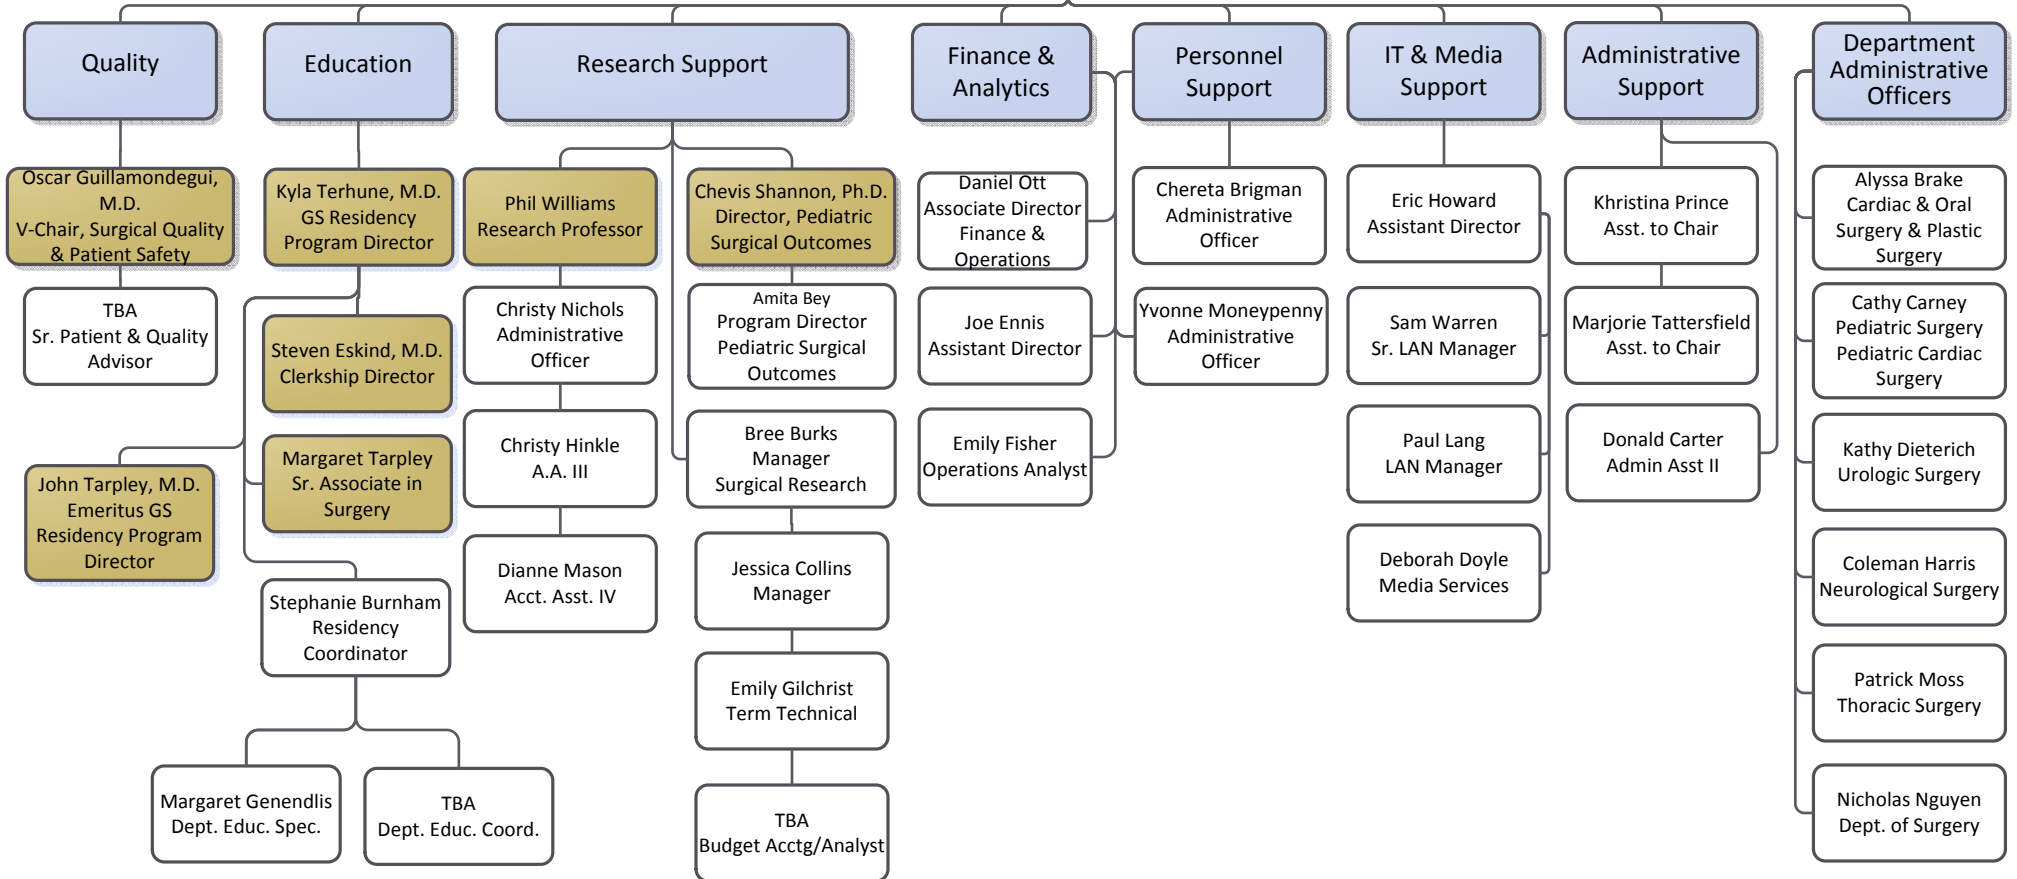 Quality
Education
Research Support
Finance &
Analytics
Personnel
Support
IT & Media
Support
Administrative
Support
Department
Administrative
Officers
Oscar Guillamondegui,
M.D.
V-Chair, Surgical Quality
& Patient Safety
TBA
Sr. Patient & Quality
Advisor
Kyla Terhune, M.D.
GS Residency
Program Director
Steven Eskind, M.D.
Clerkship Director
Margaret Tarpley
Sr. Associate in
Surgery
John Tarpley, M.D.
Emeritus GS
Residency Program
Director
Stephanie Burnham
Residency
Coordinator
Margaret Genendlis
Dept. Educ. Spec.
TBA
Dept. Educ. Coord.
Phil Williams
Research Professor
Christy Nichols
Administrative
Officer
Christy Hinkle
A.A. III
Dianne Mason
Acct. Asst. IV
Chevis Shannon, Ph.D.
Director, Pediatric
Surgical Outcomes
Amita Bey
Program Director
Pediatric Surgical
Outcomes
Bree Burks
Manager
Surgical Research
Jessica Collins
Manager
Emily Gilchrist
Term Technical
TBA
Budget Acctg/Analyst
Daniel Ott
Associate Director
Finance &
Operations
Joe Ennis
Assistant Director
Emily Fisher
Operations Analyst
Chereta Brigman
Administrative
Officer
Yvonne Moneypenny
Administrative
Officer
Eric Howard
Assistant Director
Sam Warren
Sr. LAN Manager
Paul Lang
LAN Manager
Deborah Doyle
Media Services
Khristina Prince
Asst. to Chair
Marjorie Tattersfield
Asst. to Chair
Donald Carter
Admin Asst II
Alyssa Brake
Cardiac & Oral
Surgery & Plastic
Surgery
Cathy Carney
Pediatric Surgery
Pediatric Cardiac
Surgery
Kathy Dieterich
Urologic Surgery
Coleman Harris
Neurological Surgery
Patrick Moss
Thoracic Surgery
Nicholas Nguyen
Dept. of Surgery